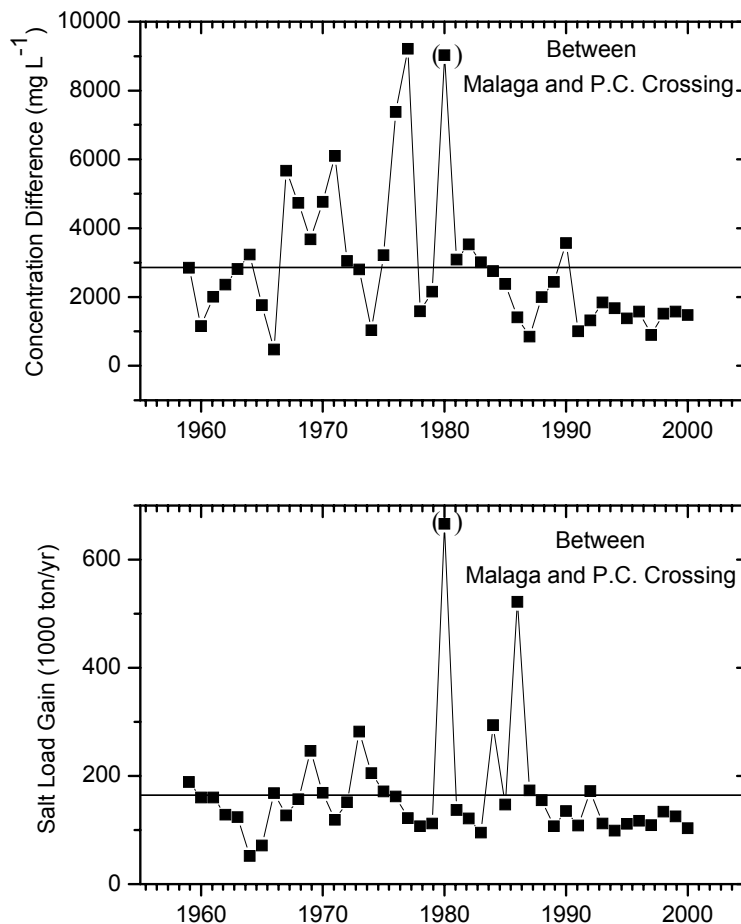 10000
Between
Malaga and P.C. Crossing
8000
6000
4000
2000
0
Concentration Difference (mg L⁻¹)
( )
1960 1970 1980 1990 2000
600
Between
Malaga and P.C. Crossing
400
200
0
Salt Load Gain (1000 ton/yr)
( )
1960 1970 1980 1990 2000